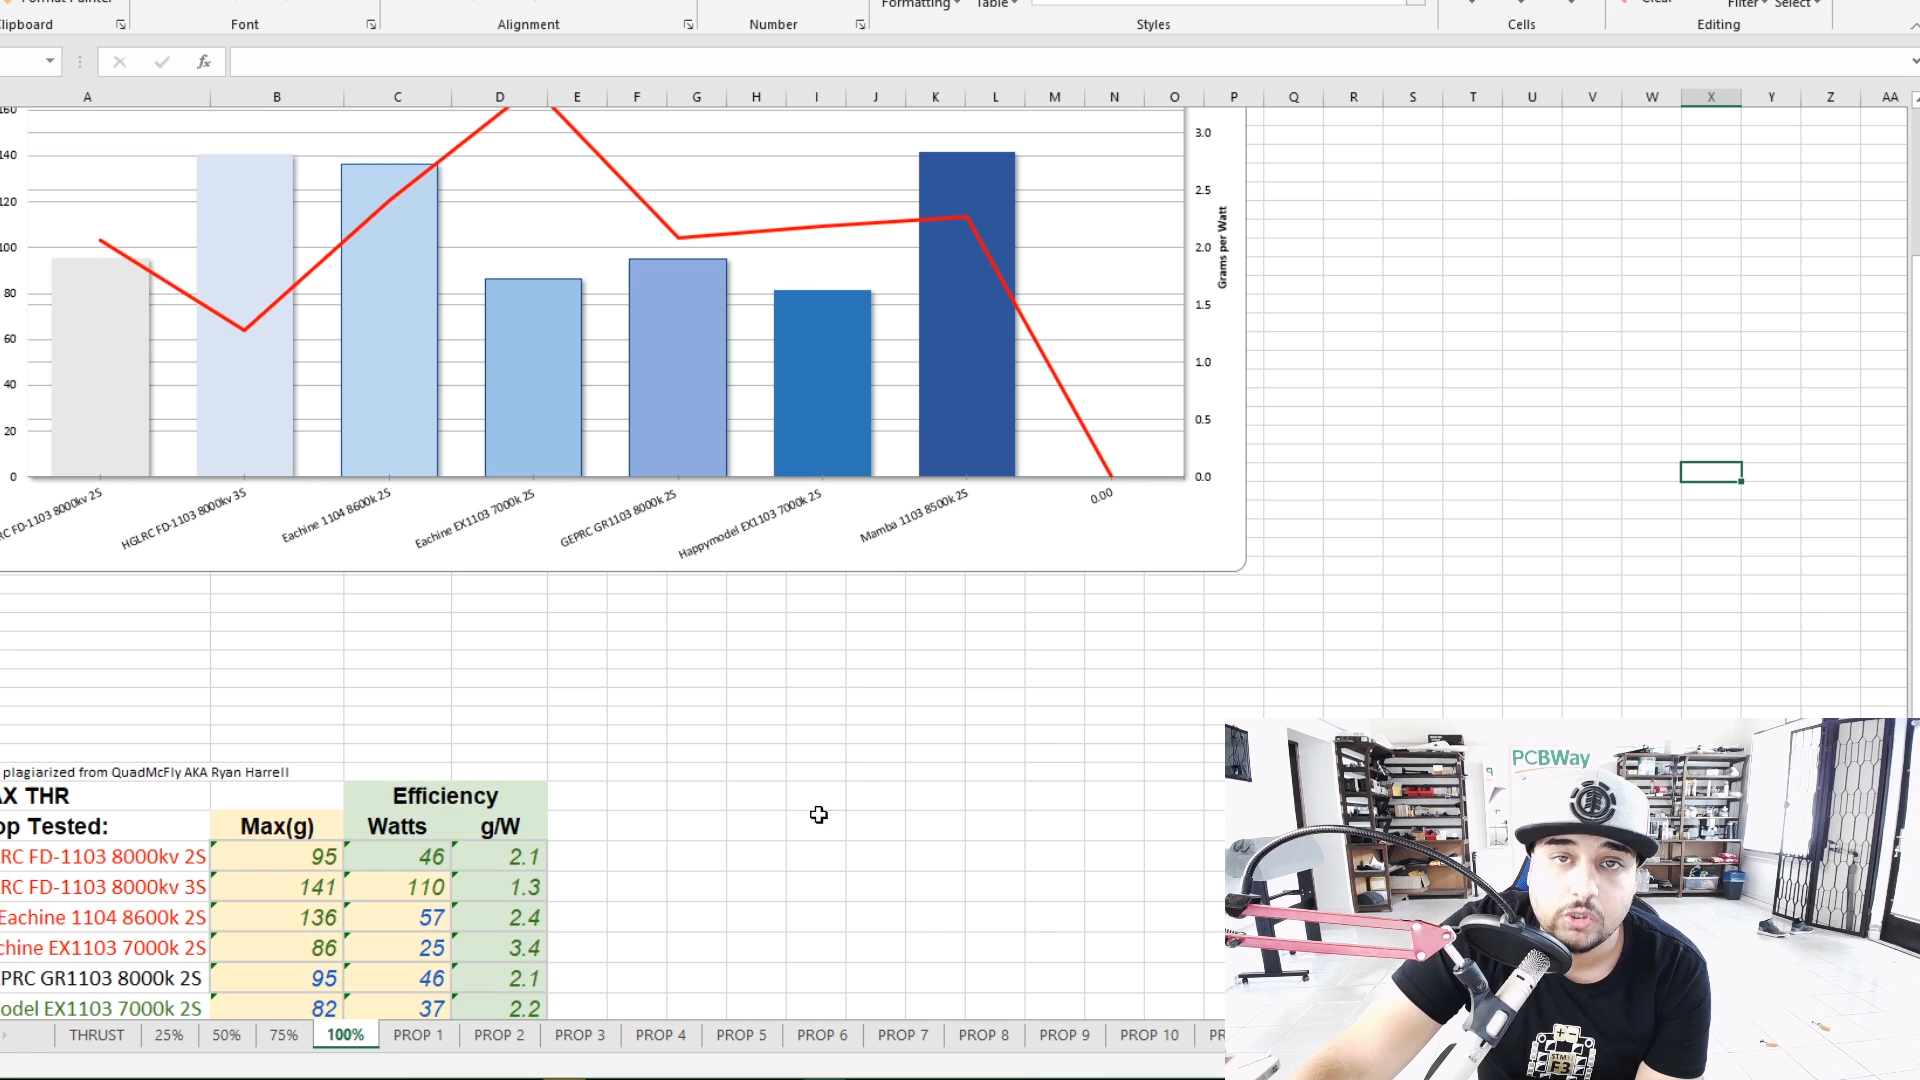 Clipboard Font Alignment Number Formatting Table Styles Cells Filter Select Editing
fx
A B C D E F G H I J K L M N O P Q R S T U V W X Y Z AA
160
140
120
100
80
60
40
20
0
3.0
2.5
2.0
1.5
1.0
0.5
0.0
Grams per Watt
RC FD-1103 8000kv 2S
HGLRC FD-1103 8000kv 3S
Eachine 1104 8600k 2S
Eachine EX1103 7000k 2S
GEPRC GR1103 8000k 2S
Happymodel EX1103 7000k 2S
Mamba 1103 8500k 2S
0.00
plagiarized from QuadMcFly AKA Ryan Harrell
AX THR Efficiency
op Tested: Max(g) Watts g/W
RC FD-1103 8000kv 2S 95 46 2.1
RC FD-1103 8000kv 3S 141 110 1.3
Eachine 1104 8600k 2S 136 57 2.4
chine EX1103 7000k 2S 86 25 3.4
PRC GR1103 8000k 2S 95 46 2.1
odel EX1103 7000k 2S 82 37 2.2
THRUST 25% 50% 75% 100% PROP 1 PROP 2 PROP 3 PROP 4 PROP 5 PROP 6 PROP 7 PROP 8 PROP 9 PROP 10 PR
PCBWay
F3